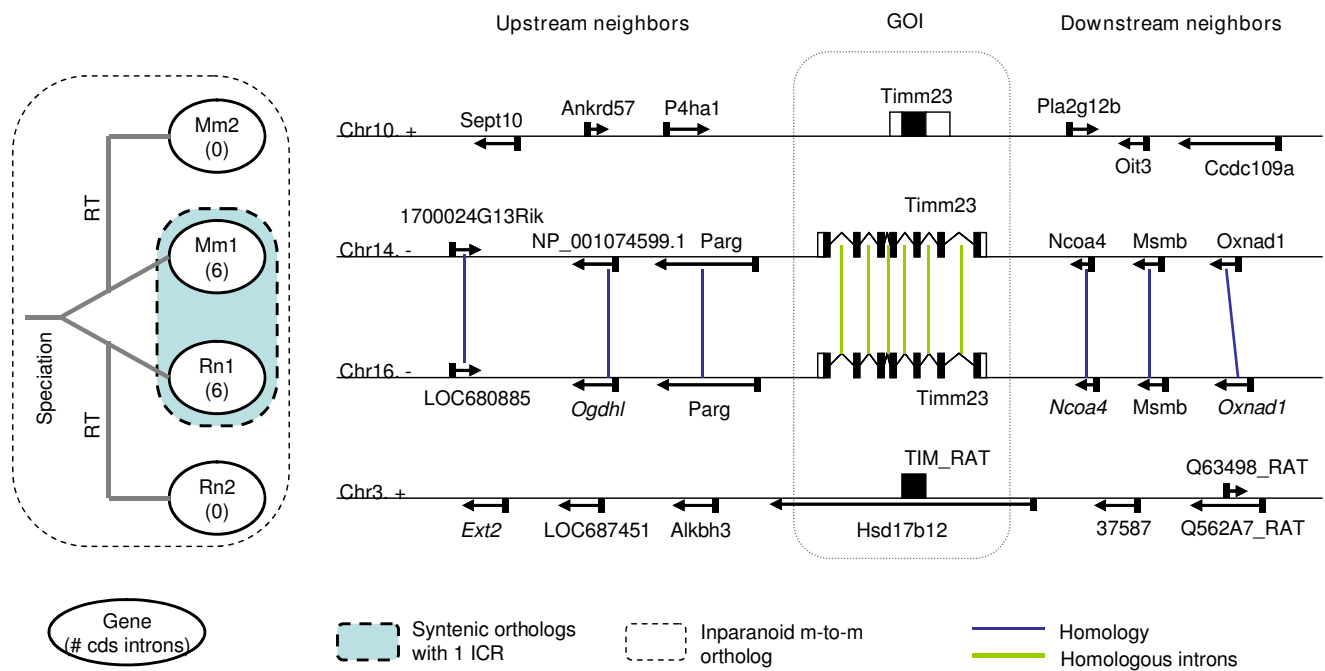 Upstream neighbors
GOI
Downstream neighbors
Mm2
(0)
Mm1
(6)
Rn1
(6)
Rn2
(0)
RT
RT
Speciation
Chr10. +
Sept10
Ankrd57
P4ha1
Timm23
Pla2g12b
Oit3
Ccdc109a
Chr14. -
1700024G13Rik
NP_001074599.1
Parg
Timm23
Ncoa4
Msmb
Oxnad1
Chr16. -
LOC680885
Ogdhl
Parg
Timm23
Ncoa4
Msmb
Oxnad1
Chr3. +
Ext2
LOC687451
Alkbh3
TIM_RAT
Hsd17b12
37587
Q63498_RAT
Q562A7_RAT
Gene
(# cds introns)
Syntenic orthologs
with 1 ICR
Inparanoid m-to-m
ortholog
Homology
Homologous introns